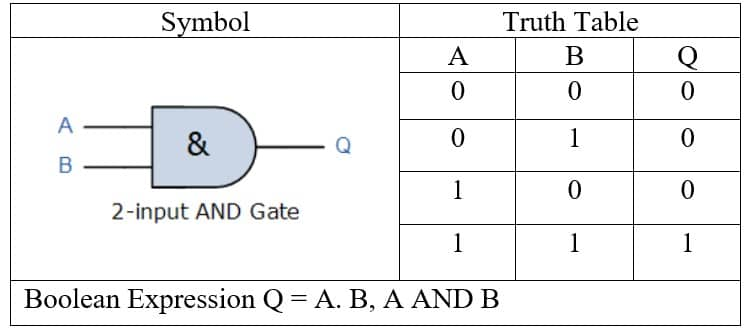 Symbol Truth Table
A B Q
0 0 0
A
B
&
Q
2-input AND Gate
0 1 0
1 0 0
1 1 1
Boolean Expression Q = A. B, A AND B